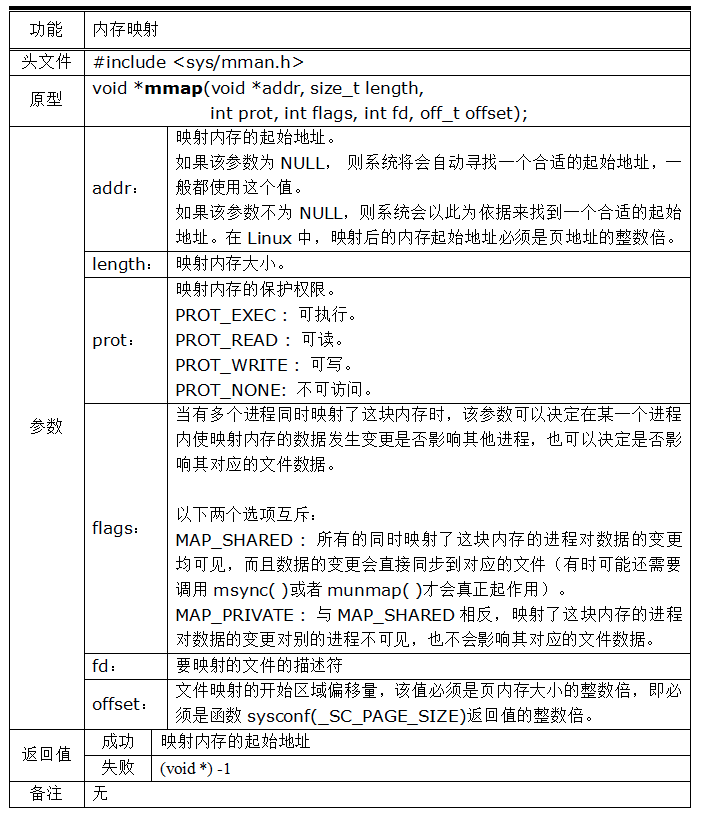 功能 内存映射
头文件 #include <sys/mman.h>
原型 void *mmap(void *addr, size_t length,
int prot, int flags, int fd, off_t offset);
参数
addr：
映射内存的起始地址。
如果该参数为 NULL， 则系统将会自动寻找一个合适的起始地址，一
般都使用这个值。
如果该参数不为 NULL，则系统会以此为依据来找到一个合适的起始
地址。在 Linux 中，映射后的内存起始地址必须是页地址的整数倍。
length： 映射内存大小。
prot：
映射内存的保护权限。
PROT_EXEC： 可执行。
PROT_READ： 可读。
PROT_WRITE： 可写。
PROT_NONE: 不可访问。
flags：
当有多个进程同时映射了这块内存时，该参数可以决定在某一个进程
内使映射内存的数据发生变更是否影响其他进程，也可以决定是否影
响其对应的文件数据。
以下两个选项互斥：
MAP_SHARED： 所有的同时映射了这块内存的进程对数据的变更
均可见，而且数据的变更会直接同步到对应的文件（有时可能还需要
调用 msync( )或者 munmap( )才会真正起作用）。
MAP_PRIVATE： 与 MAP_SHARED 相反，映射了这块内存的进程
对数据的变更对别的进程不可见，也不会影响其对应的文件数据。
fd： 要映射的文件的描述符
offset：
文件映射的开始区域偏移量，该值必须是页内存大小的整数倍，即必
须是函数 sysconf(_SC_PAGE_SIZE)返回值的整数倍。
返回值
成功 映射内存的起始地址
失败 (void *) -1
备注 无